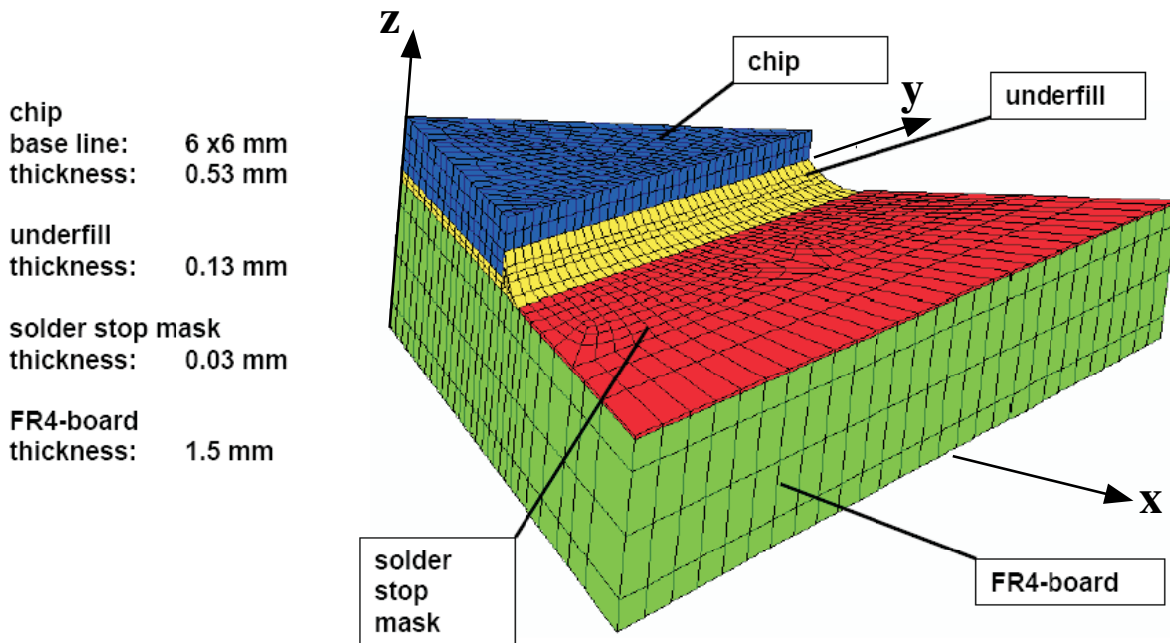 chip
base line: 6 x6 mm
thickness: 0.53 mm
underfill
thickness: 0.13 mm
solder stop mask
thickness: 0.03 mm
FR4-board
thickness: 1.5 mm
z
chip
y
underfill
x
solder
stop
mask
FR4-board